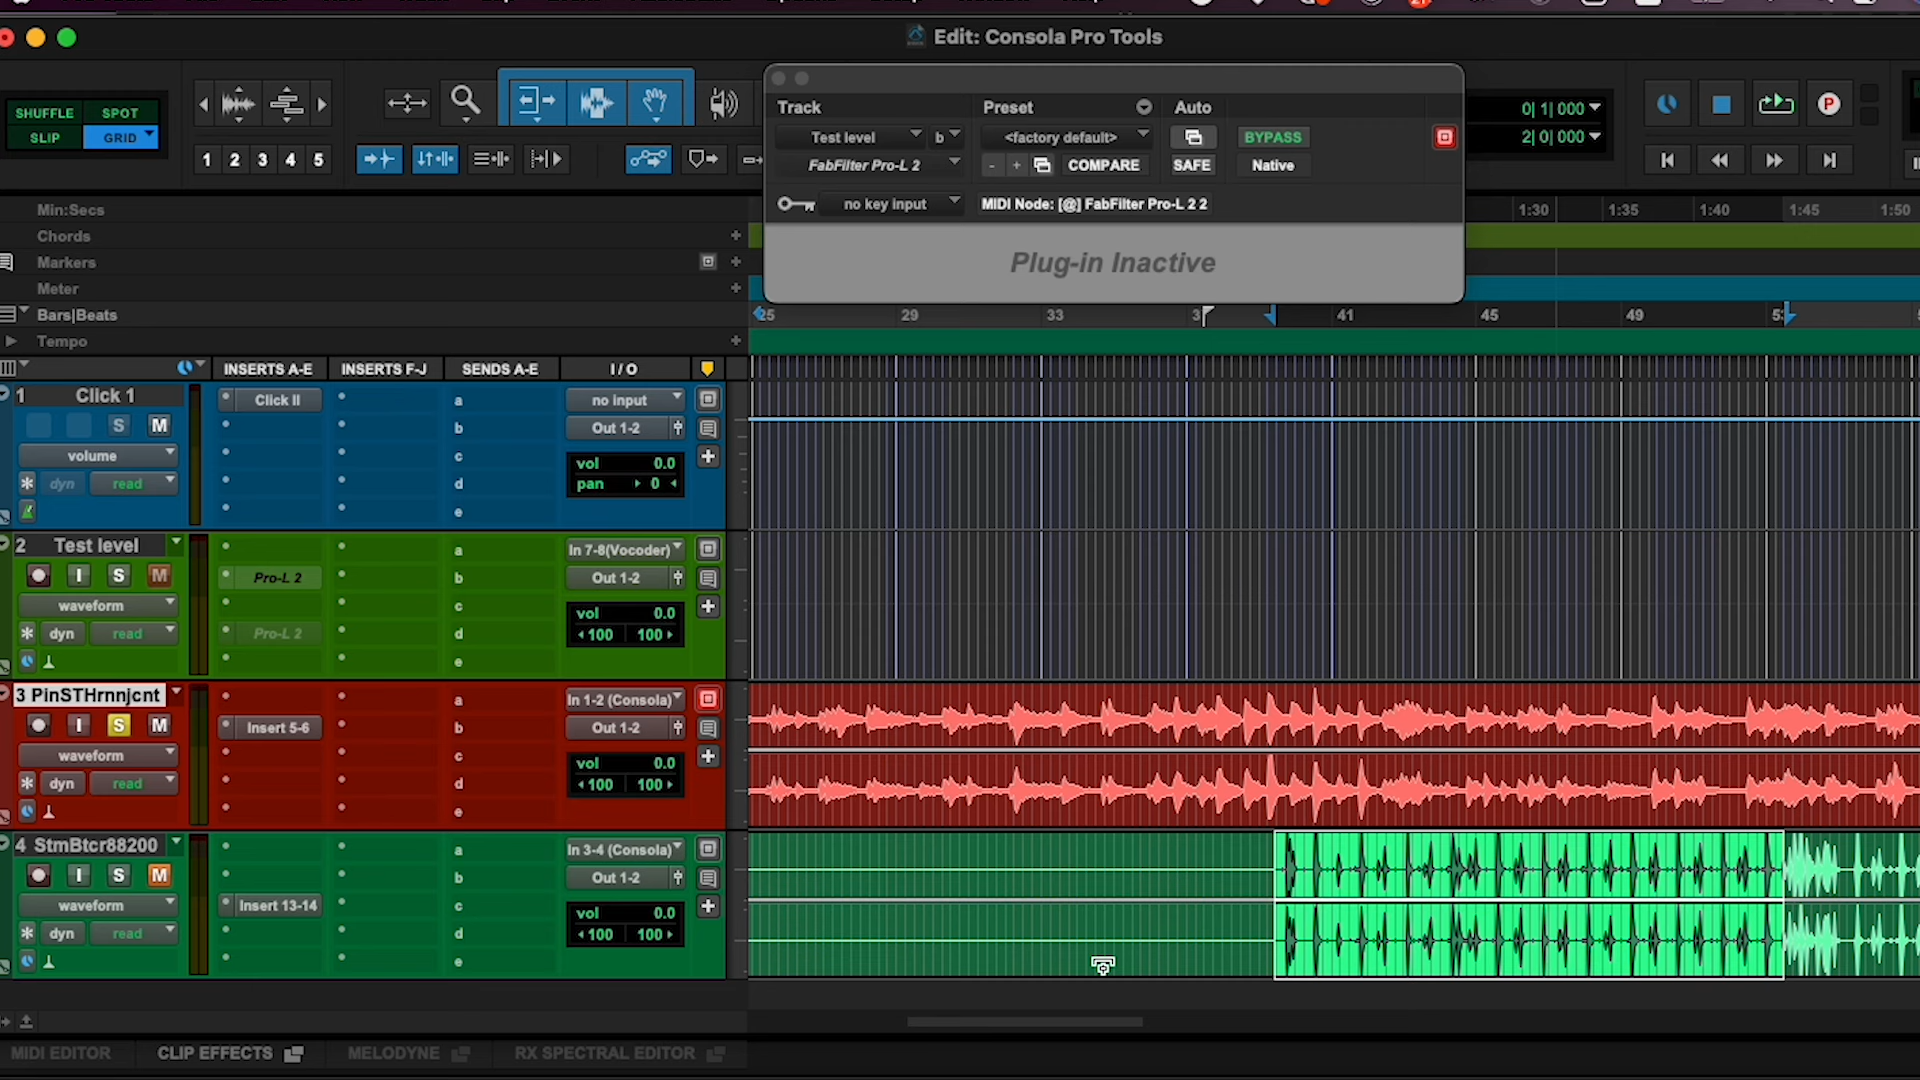 Edit: Consola Pro Tools
SHUFFLE SPOT
SLIP GRID
1 2 3 4 5
Track Preset Auto
Test level b <factory default> BYPASS
FabFilter Pro-L 2 - + COMPARE SAFE Native
no key input MIDI Node: [@] FabFilter Pro-L 2 2
Plug-in Inactive
0| 1| 000
2| 0| 000
P
Min:Secs 1:30 1:35 1:40 1:45 1:50
Chords
Markers
Meter
Bars|Beats 25 29 33 41 45 49
Tempo
INSERTS A-E INSERTS F-J SENDS A-E I / O
1 Click 1 Click II a no input
S M b Out 1-2
volume c vol 0.0
dyn read d pan 0
e
2 Test level a In 7-8(Vocoder)
I S M Pro-L 2 b Out 1-2
waveform c vol 0.0
dyn read Pro-L 2 d 100 100
e
3 PinSTHrnnjcnt a In 1-2 (Consola)
I S M Insert 5-6 b Out 1-2
waveform c vol 0.0
dyn read d 100 100
e
4 StmBtcr88200 a In 3-4 (Consola)
I S M b Out 1-2
waveform Insert 13-14 c vol 0.0
dyn read d 100 100
e
MIDI EDITOR CLIP EFFECTS MELODYNE RX SPECTRAL EDITOR